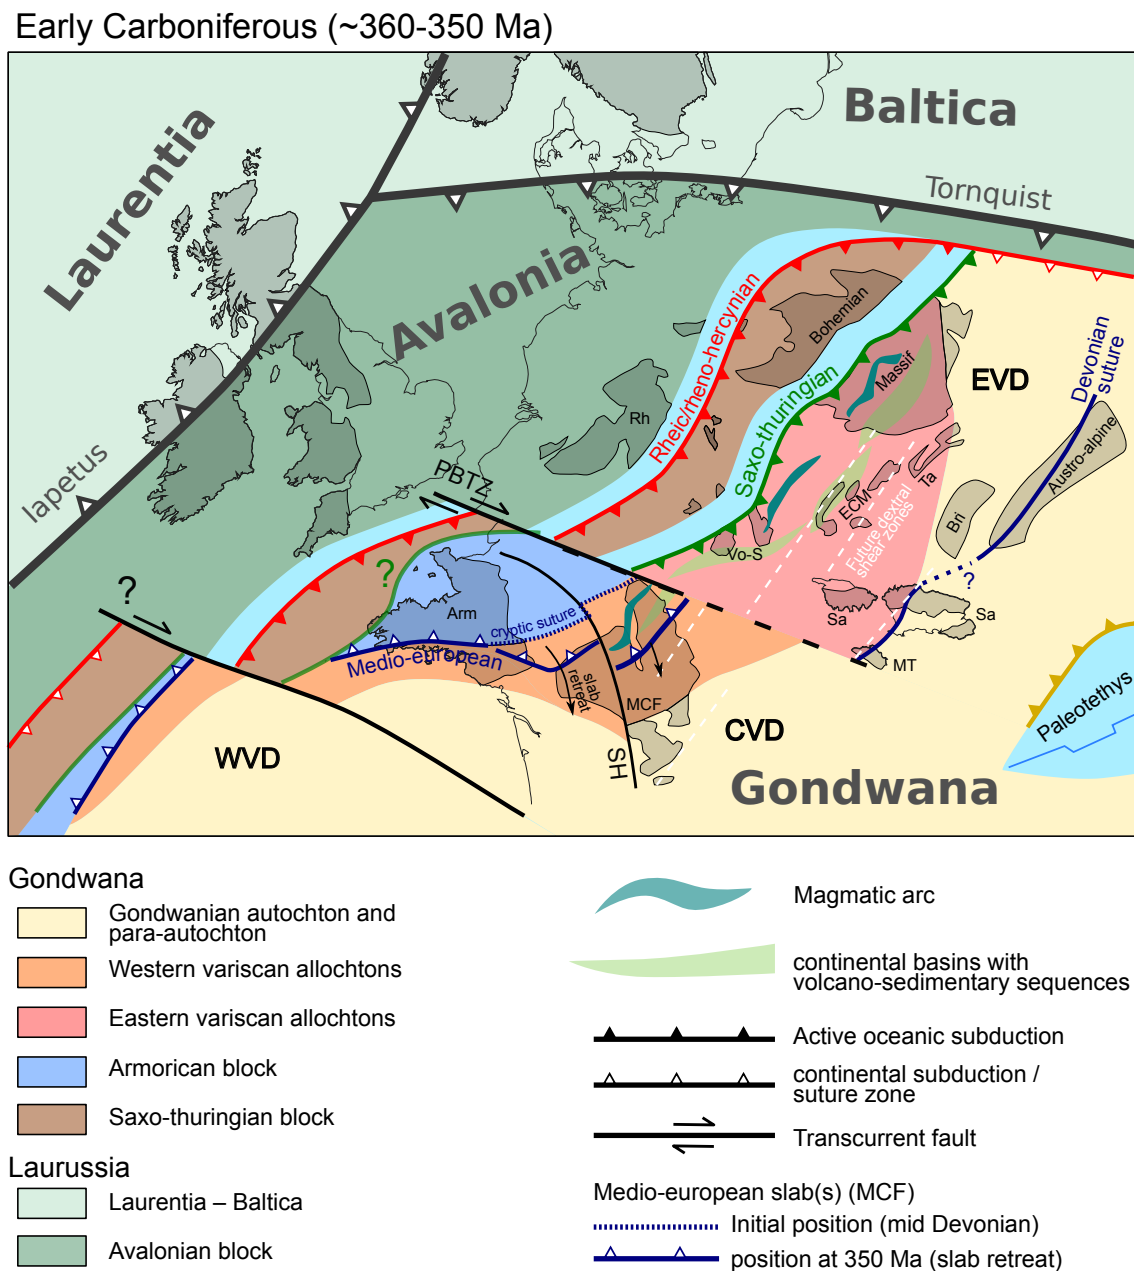 Early Carboniferous (~360-350 Ma)
Laurentia
Baltica
Tornquist
Avalonia
Iapetus
Rheic/rheno-hercynian
Bohemian
Massif
Saxo-thuringian
EVD
Devonian
suture
Austro-alpine
Rh
PBTZ
ECM
Ta
Bri
Future dextral
shear zones
Vo-S
?
?
?
Arm
cryptic suture
Medio-european
slab
retreat
MCF
SH
Sa
Sa
MT
WVD
CVD
Gondwana
Paleotethys
Gondwana
Gondwanian autochton and
para-autochton
Western variscan allochtons
Eastern variscan allochtons
Armorican block
Saxo-thuringian block
Laurussia
Laurentia – Baltica
Avalonian block
Magmatic arc
continental basins with
volcano-sedimentary sequences
Active oceanic subduction
continental subduction /
suture zone
Transcurrent fault
Medio-european slab(s) (MCF)
Initial position (mid Devonian)
position at 350 Ma (slab retreat)